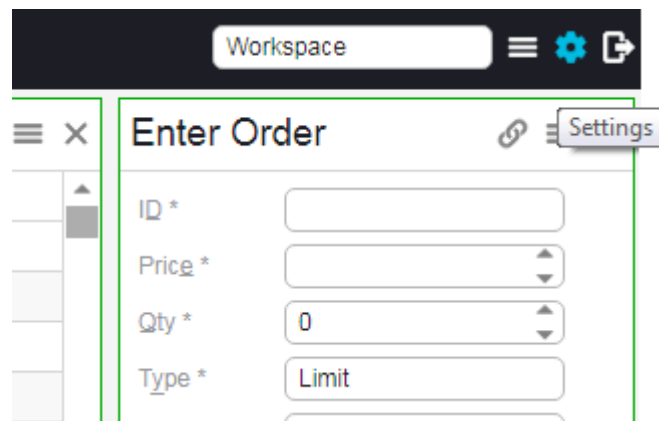 Workspace
Enter Order
Settings
ID *
Price *
Qty * 0
Type * Limit